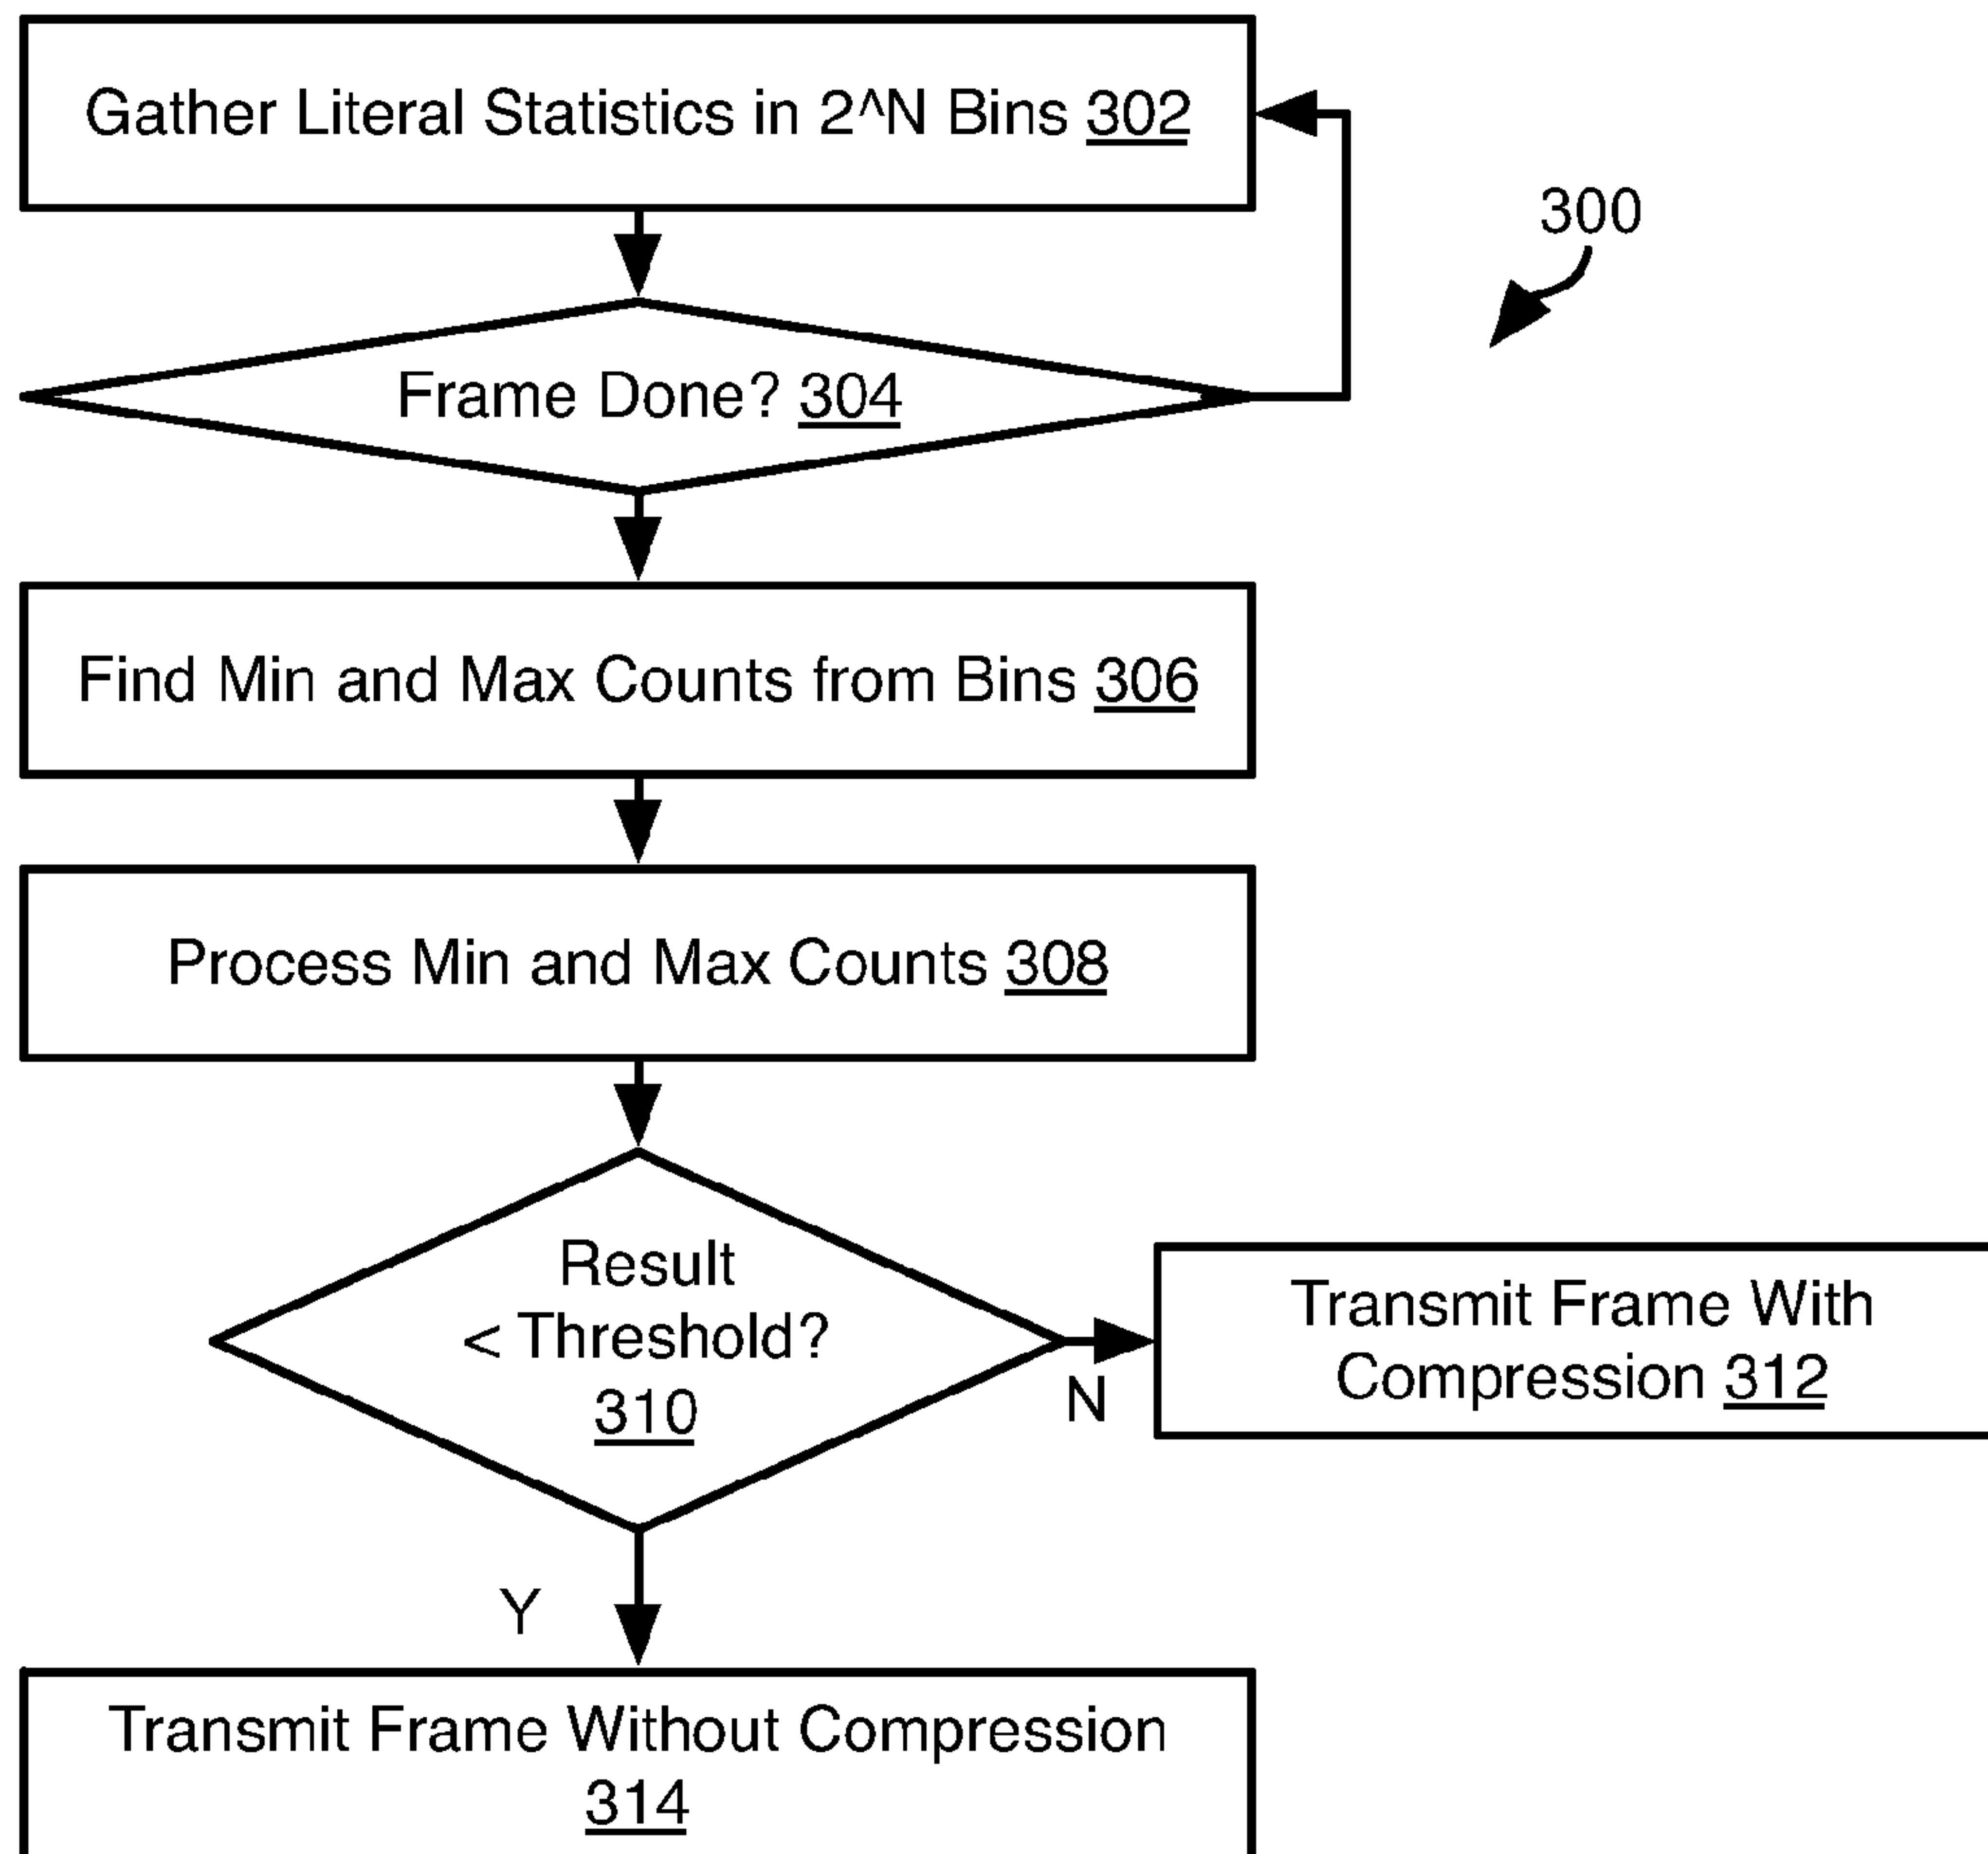 Gather Literal Statistics in 2^N Bins 302
300
Frame Done? 304
Find Min and Max Counts from Bins 306
Process Min and Max Counts 308
Result
< Threshold?
310
N
Transmit Frame With
Compression 312
Y
Transmit Frame Without Compression
314